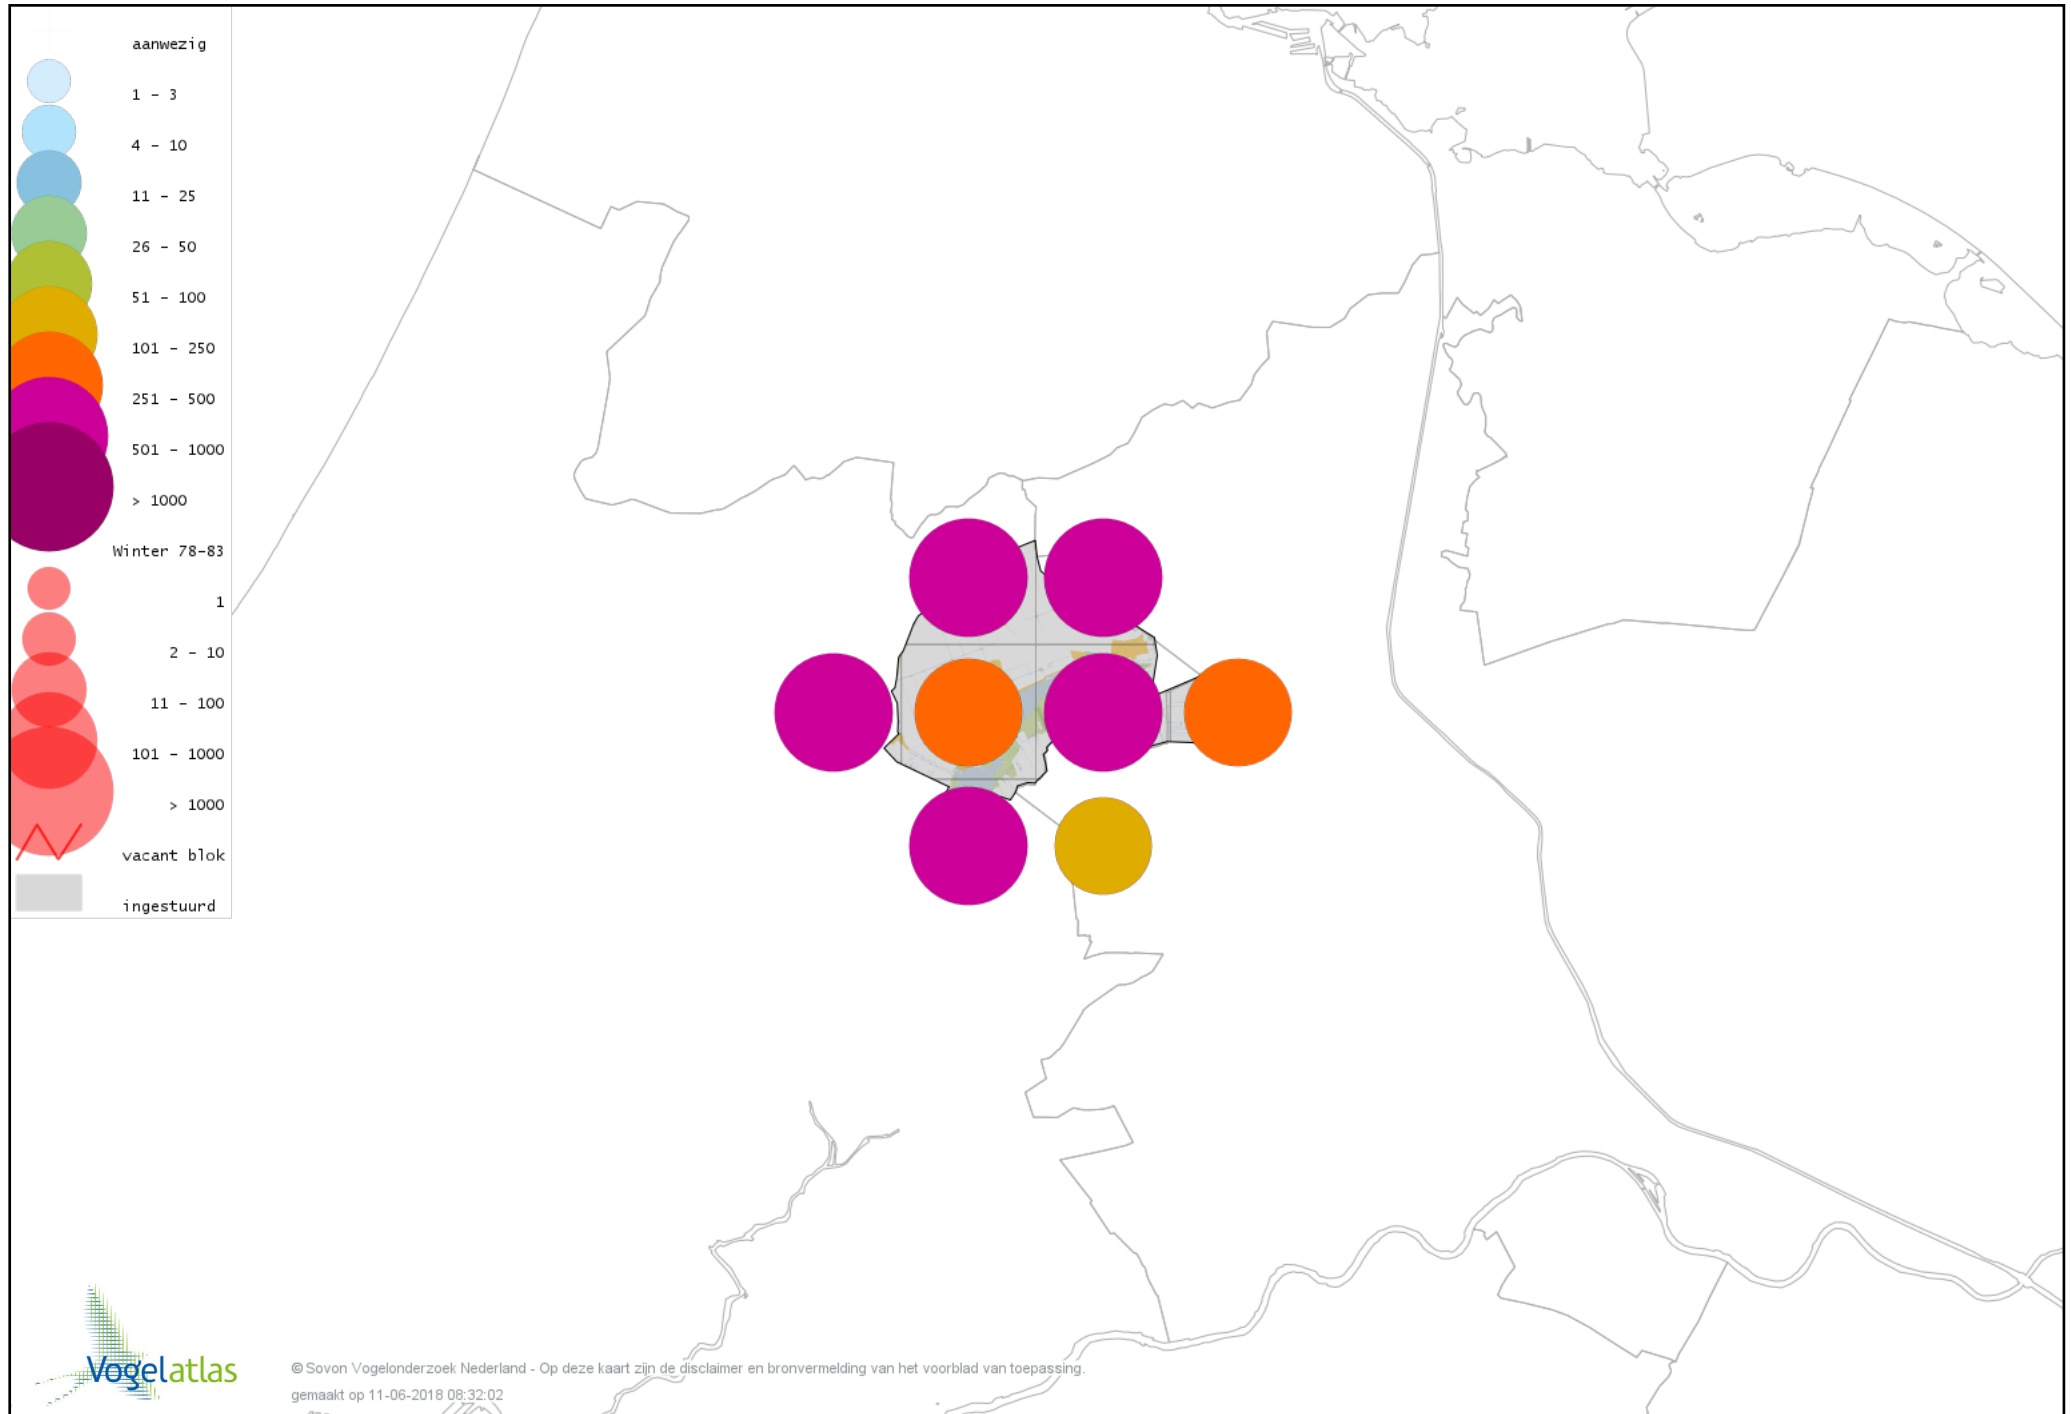 aanwezig
1 - 3
4 - 10
11 - 25
26 - 50
51 - 100
101 - 250
251 - 500
501 - 1000
> 1000
Winter 78-83
1
2 - 10
11 - 100
101 - 1000
> 1000
vacant blok
ingestuurd
Vogelatlas
© Sovon Vogelonderzoek Nederland - Op deze kaart zijn de disclaimer en bronvermelding van het voorblad van toepassing.
gemaakt op 11-06-2018 08:32:02